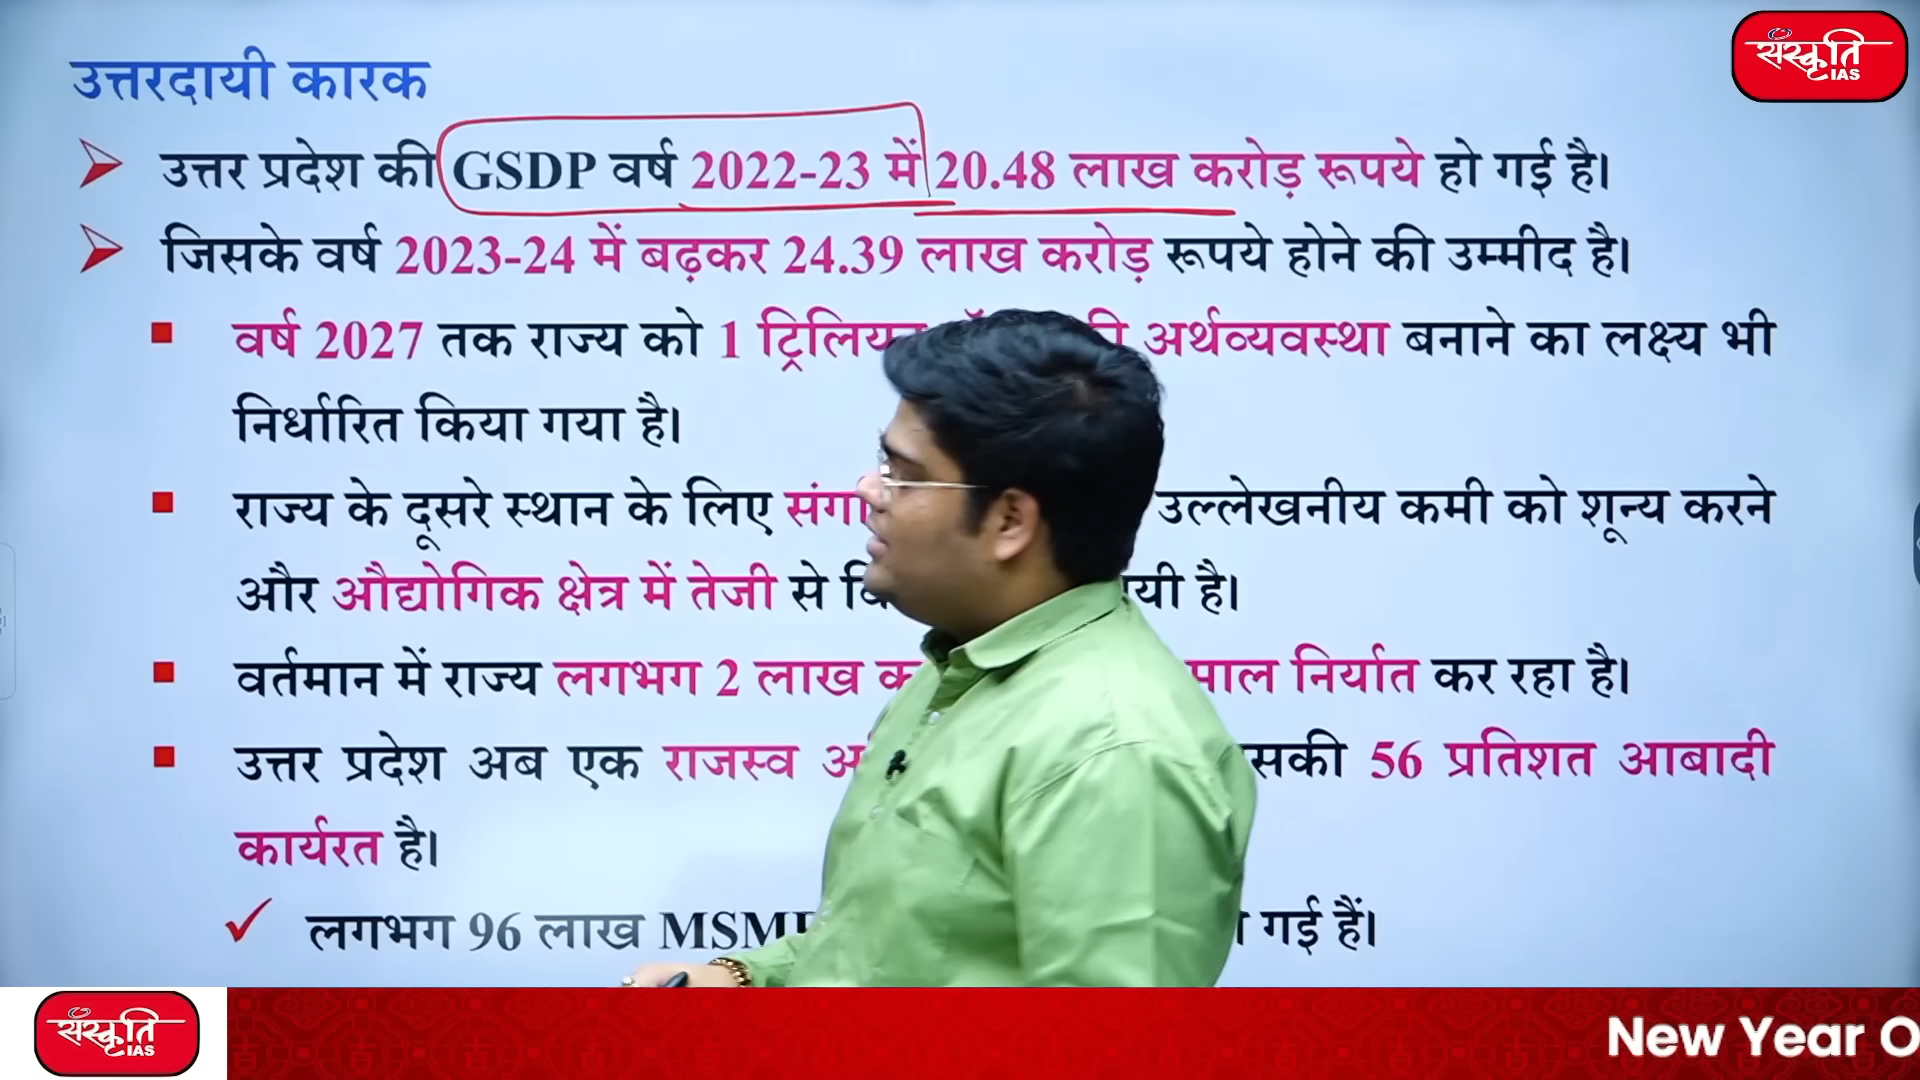 संस्कृति
IAS
उत्तरदायी कारक
उत्तर प्रदेश की GSDP वर्ष 2022-23 में 20.48 लाख करोड़ रूपये हो गई है।
जिसके वर्ष 2023-24 में बढ़कर 24.39 लाख करोड़ रूपये होने की उम्मीद है।
वर्ष 2027 तक राज्य को 1 अर्थव्यवस्था बनाने का लक्ष्य भी
निर्धारित किया गया है।
राज्य के दूसरे स्थान के लिए उल्लेखनीय कमी को शून्य करने
और औद्योगिक क्षेत्र में तेजी से है।
वर्तमान में राज्य लगभग 2 लाख निर्यात कर रहा है।
उत्तर प्रदेश अब एक राजस्व 56 प्रतिशत आबादी
कार्यरत है।
लगभग 96 लाख गई हैं।
संस्कृति
IAS
New Year